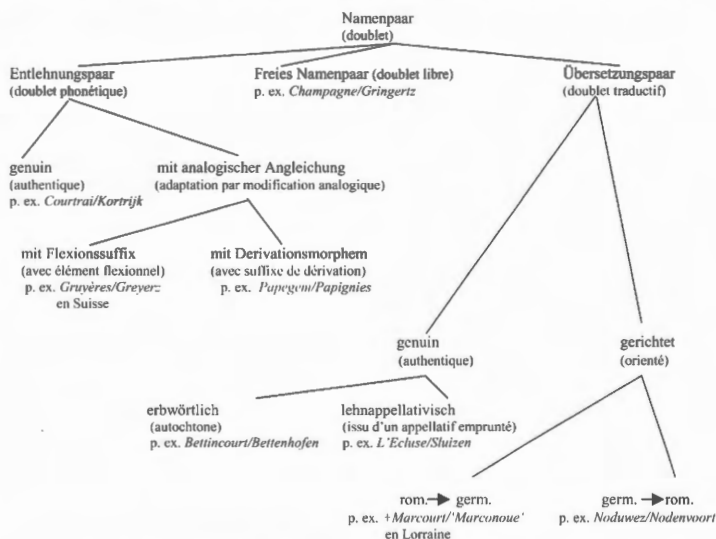 Namenpaar
(doublet)
Entlehnungspaar
(doublet phonétique)
Freies Namenpaar (doublet libre)
p. ex. Champagne/Gringertz
Übersetzungspaar
(doublet traductif)
genuin
(authentique)
p. ex. Courtrai/Kortrijk
mit analogischer Angleichung
(adaptation par modification analogique)
mit Flexionssuffix
(avec élément flexionnel)
p. ex. Gruyères/Greyerz
en Suisse
mit Derivationsmorphem
(avec suffixe de dérivation)
p. ex. Papegem/Papignies
genuin
(authentique)
gerichtet
(orienté)
erbwörtlich
(autochtone)
p. ex. Bettincourt/Bettenhofen
lehnappellativisch
(issu d'un appellatif emprunté)
p. ex. L'Ecluse/Sluizen
rom. → germ.
p. ex. +Marcourt/'Marconoue'
en Lorraine
germ. → rom.
p. ex. Noduwez/Nodenvoort